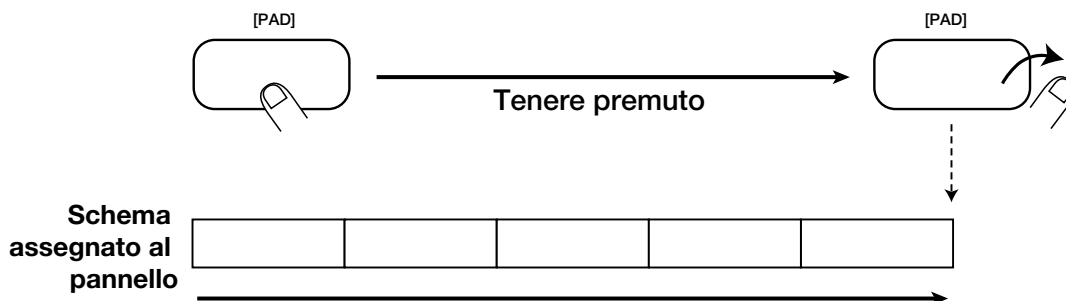 [PAD]
[PAD]
Tenere premuto
Schema
assegnato al
pannello